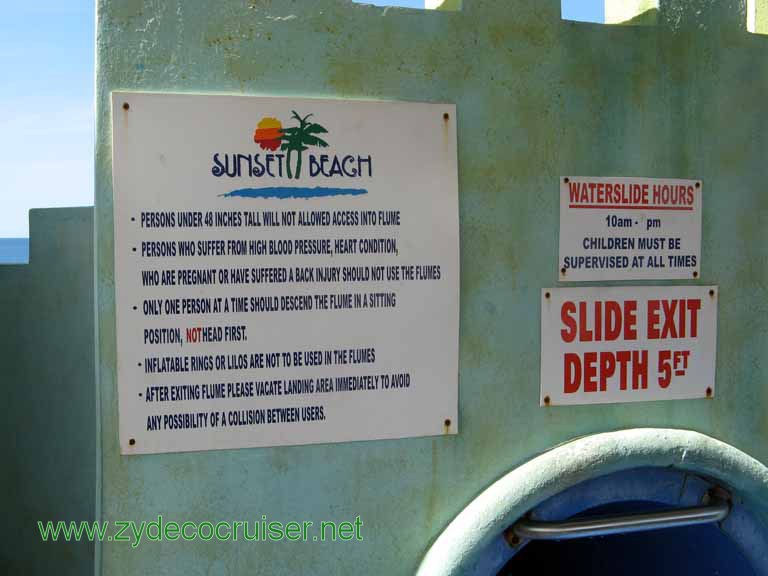 SUNSET BEACH
• PERSONS UNDER 48 INCHES TALL WILL NOT ALLOWED ACCESS INTO FLUME
• PERSONS WHO SUFFER FROM HIGH BLOOD PRESSURE, HEART CONDITION,
WHO ARE PREGNANT OR HAVE SUFFERED A BACK INJURY SHOULD NOT USE THE FLUMES
• ONLY ONE PERSON AT A TIME SHOULD DESCEND THE FLUME IN A SITTING
POSITION, NOT HEAD FIRST.
• INFLATABLE RINGS OR LILOS ARE NOT TO BE USED IN THE FLUMES
• AFTER EXITING FLUME PLEASE VACATE LANDING AREA IMMEDIATELY TO AVOID
ANY POSSIBILITY OF A COLLISION BETWEEN USERS.
WATERSLIDE HOURS
10am - pm
CHILDREN MUST BE
SUPERVISED AT ALL TIMES
SLIDE EXIT
DEPTH 5FT
www.zydecocruiser.net